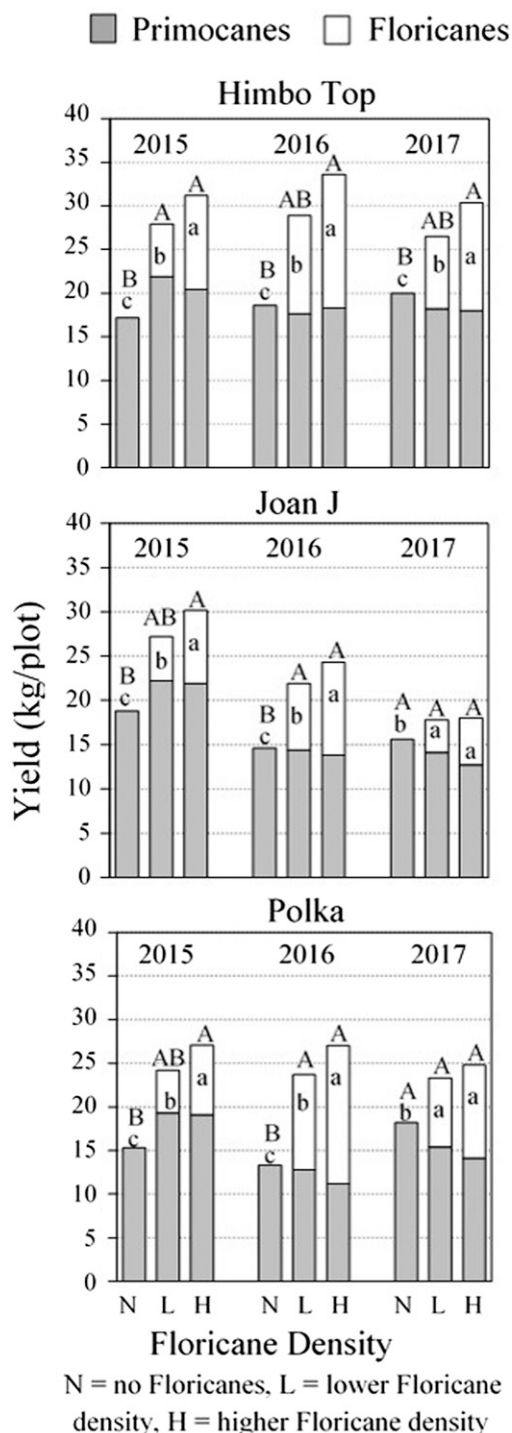 Primocanes Floricanes
Himbo Top
40
35
30
25
20
15
10
5
0
2015 2016 2017
B c A b A a B c AB b A a B c AB b A a
Joan J
40
35
30
25
20
15
10
5
0
2015 2016 2017
B c AB b A a B c A b A a A b A a A a
Yield (kg/plot)
Polka
40
35
30
25
20
15
10
5
0
2015 2016 2017
B c AB b A a B c A b A a A b A a A a
N L H N L H N L H
Floricane Density
N = no Floricanes, L = lower Floricane
density, H = higher Floricane density